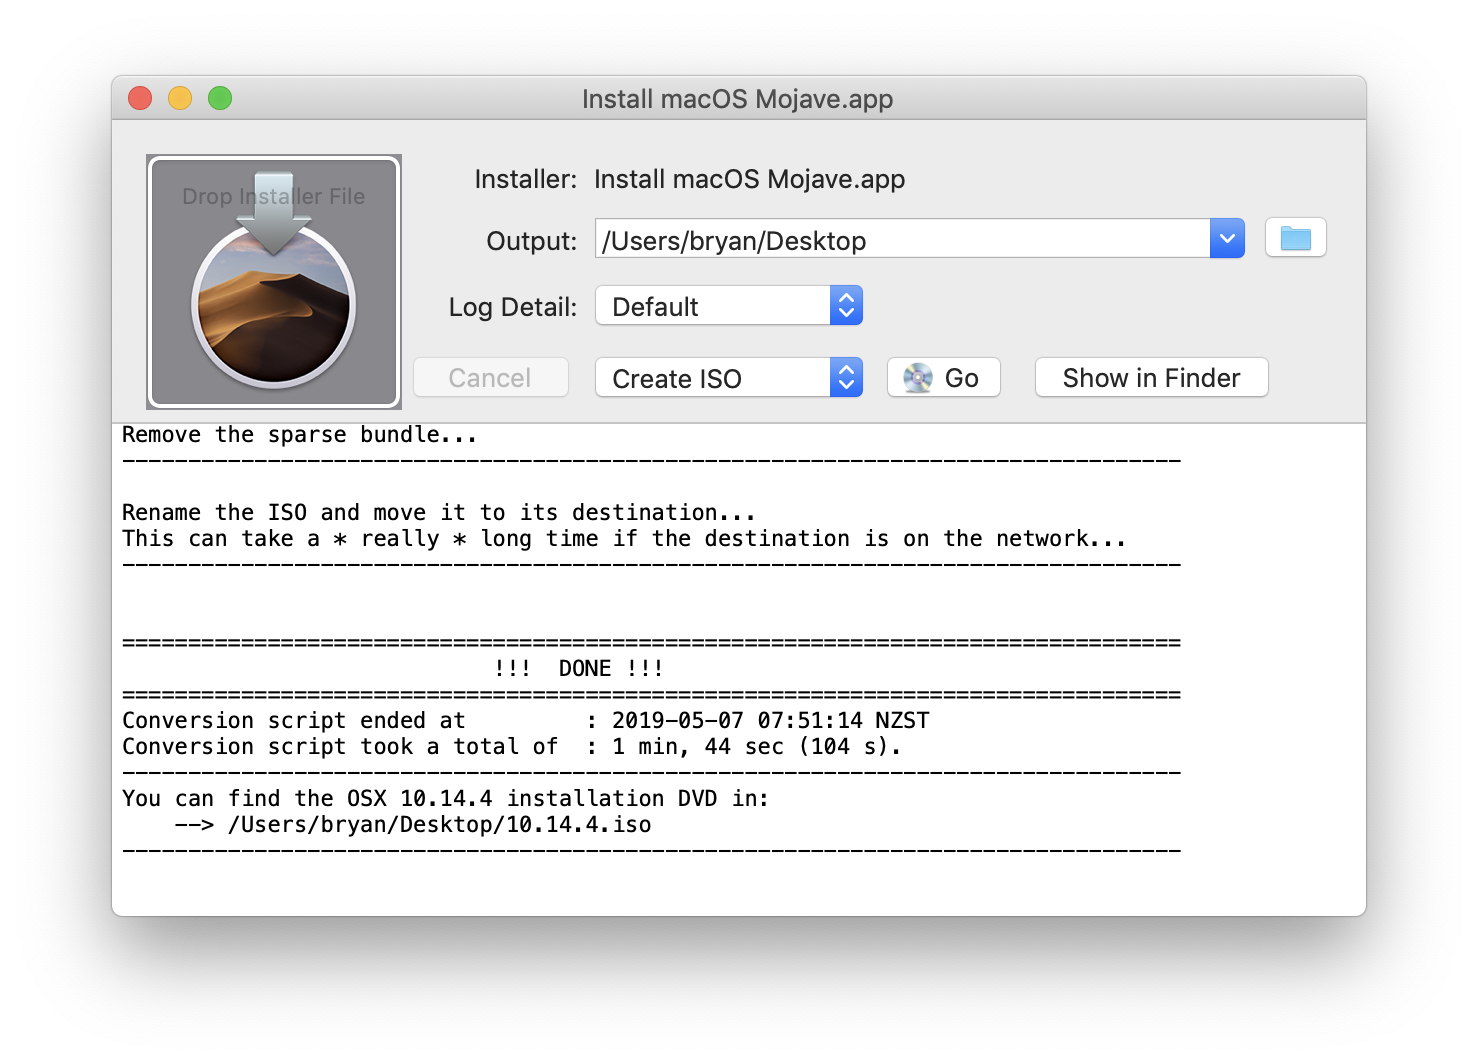 Install macOS Mojave.app
Drop Installer File
Installer: Install macOS Mojave.app
Output: /Users/bryan/Desktop
Log Detail: Default
Cancel Create ISO Go Show in Finder
Remove the sparse bundle...
--------------------------------------------------------------------------------
Rename the ISO and move it to its destination...
This can take a * really * long time if the destination is on the network...
--------------------------------------------------------------------------------
================================================================================
!!!  DONE !!!
================================================================================
Conversion script ended at         : 2019-05-07 07:51:14 NZST
Conversion script took a total of  : 1 min, 44 sec (104 s).
--------------------------------------------------------------------------------
You can find the OSX 10.14.4 installation DVD in:
    --> /Users/bryan/Desktop/10.14.4.iso
--------------------------------------------------------------------------------